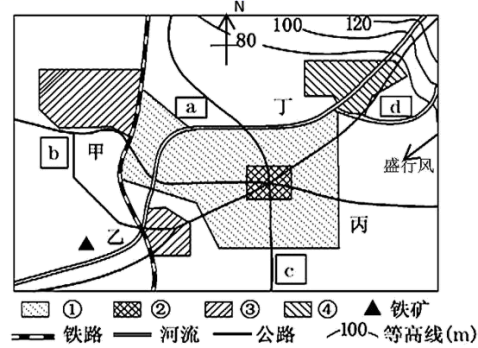 N
100
120
80
a
丁
d
b
甲
盛行风
乙
丙
c
① ② ③ ④ 铁矿
铁路 河流 公路 100 等高线(m)